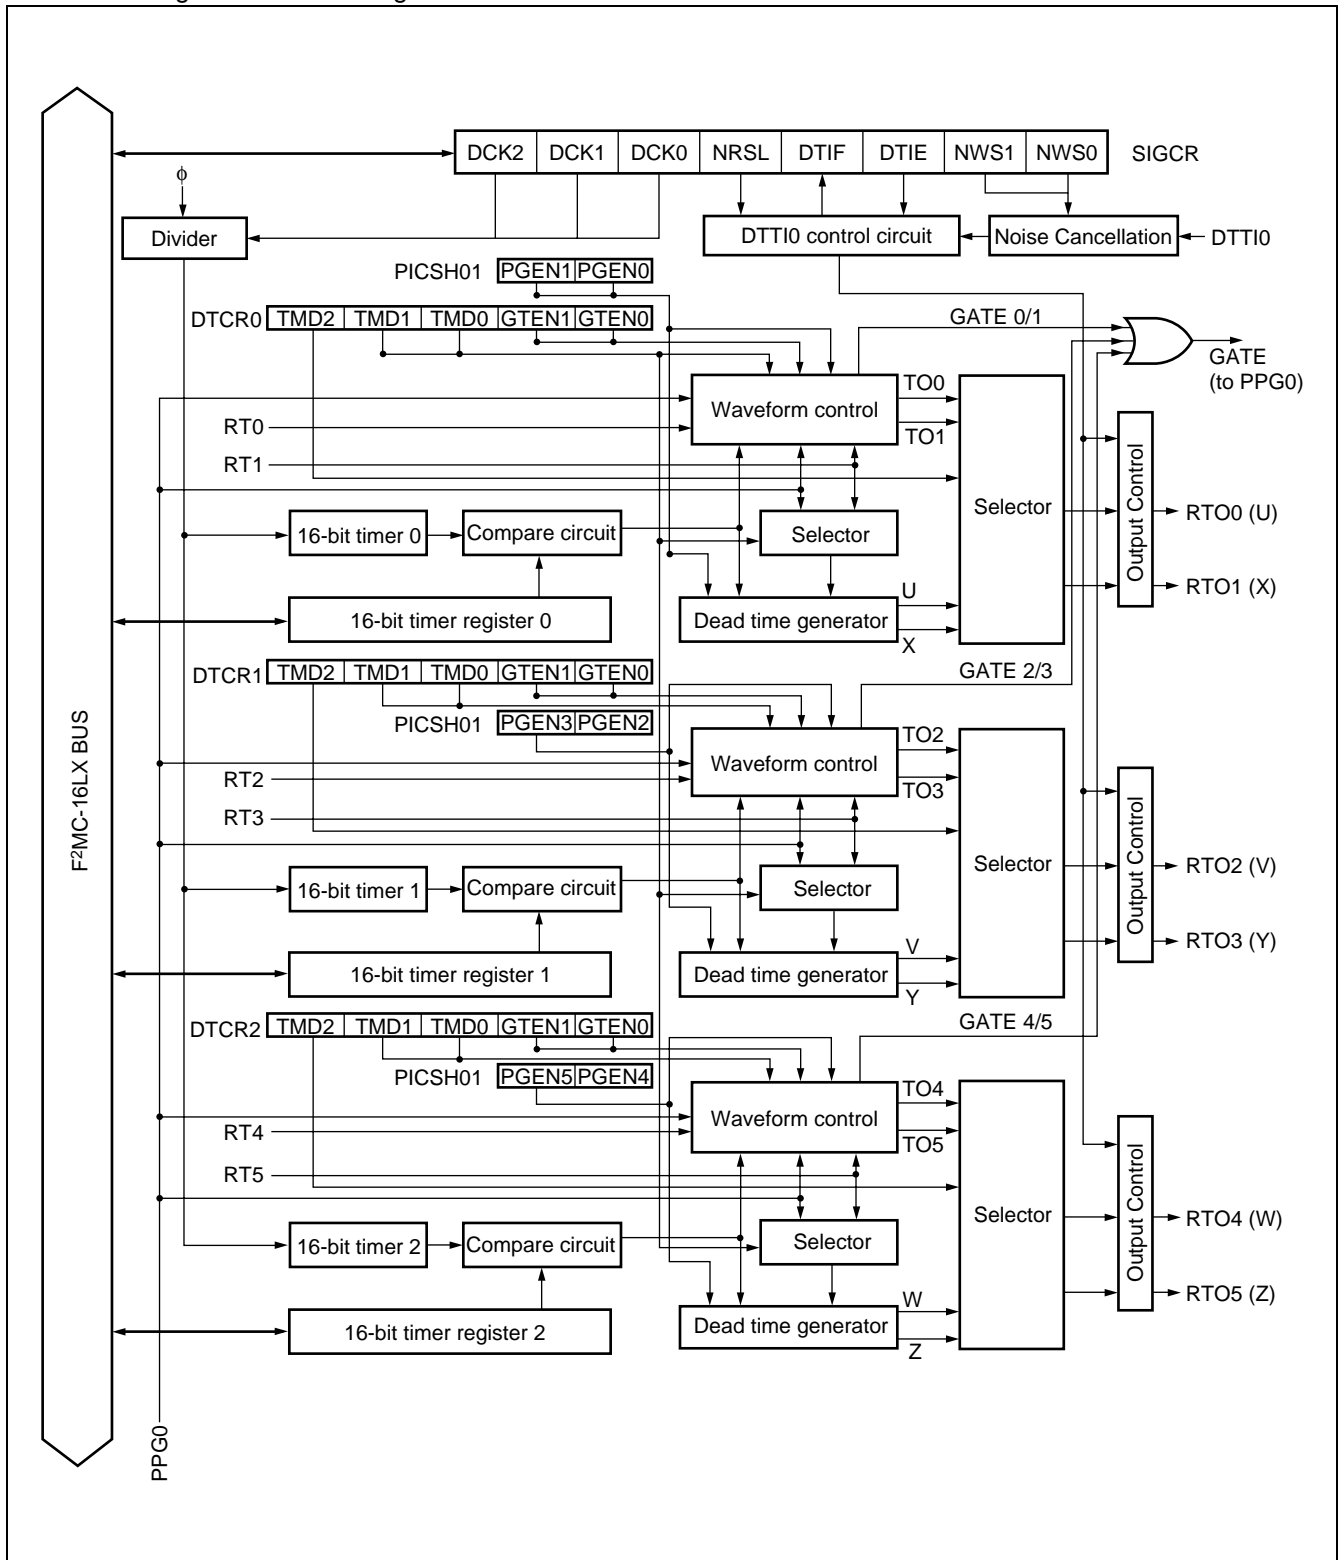 DCK2 DCK1 DCK0 NRSL DTIF DTIE NWS1 NWS0 SIGCR
ϕ
Divider DTTI0 control circuit Noise Cancellation DTTI0
PICSH01 PGEN1 PGEN0
DTCR0 TMD2 TMD1 TMD0 GTEN1 GTEN0 GATE 0/1
GATE
(to PPG0)
Waveform control TO0
RT0 TO1
RT1
Selector Output Control RTO0 (U)
16-bit timer 0 Compare circuit Selector
RTO1 (X)
U
16-bit timer register 0 Dead time generator
X
DTCR1 TMD2 TMD1 TMD0 GTEN1 GTEN0 GATE 2/3
PICSH01 PGEN3 PGEN2
F²MC-16LX BUS
TO2
Waveform control
RT2 TO3
RT3
Selector Output Control RTO2 (V)
16-bit timer 1 Compare circuit Selector
RTO3 (Y)
V
16-bit timer register 1 Dead time generator
Y
DTCR2 TMD2 TMD1 TMD0 GTEN1 GTEN0 GATE 4/5
PICSH01 PGEN5 PGEN4
TO4
Waveform control
RT4 TO5
RT5
Selector Output Control RTO4 (W)
16-bit timer 2 Compare circuit Selector
RTO5 (Z)
W
16-bit timer register 2 Dead time generator
Z
PPG0